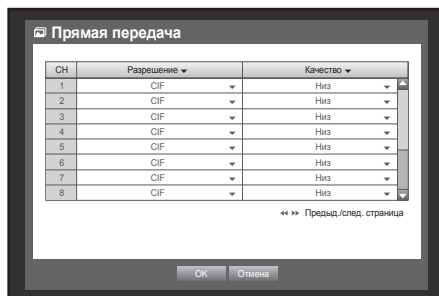 Прямая передача
CH Разрешение Качество
1 CIF Низ
2 CIF Низ
3 CIF Низ
4 CIF Низ
5 CIF Низ
6 CIF Низ
7 CIF Низ
8 CIF Низ
Предыд./след. страница
OK Отмена